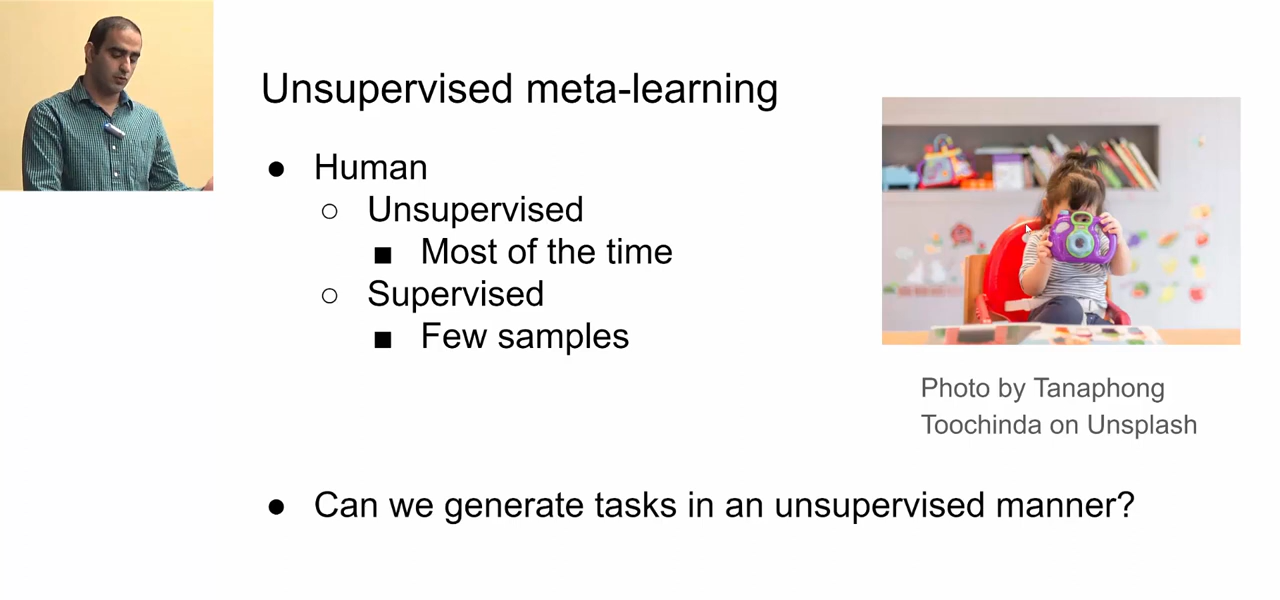 Unsupervised meta-learning
● Human
○ Unsupervised
■ Most of the time
○ Supervised
■ Few samples
Photo by Tanaphong
Toochinda on Unsplash
● Can we generate tasks in an unsupervised manner?